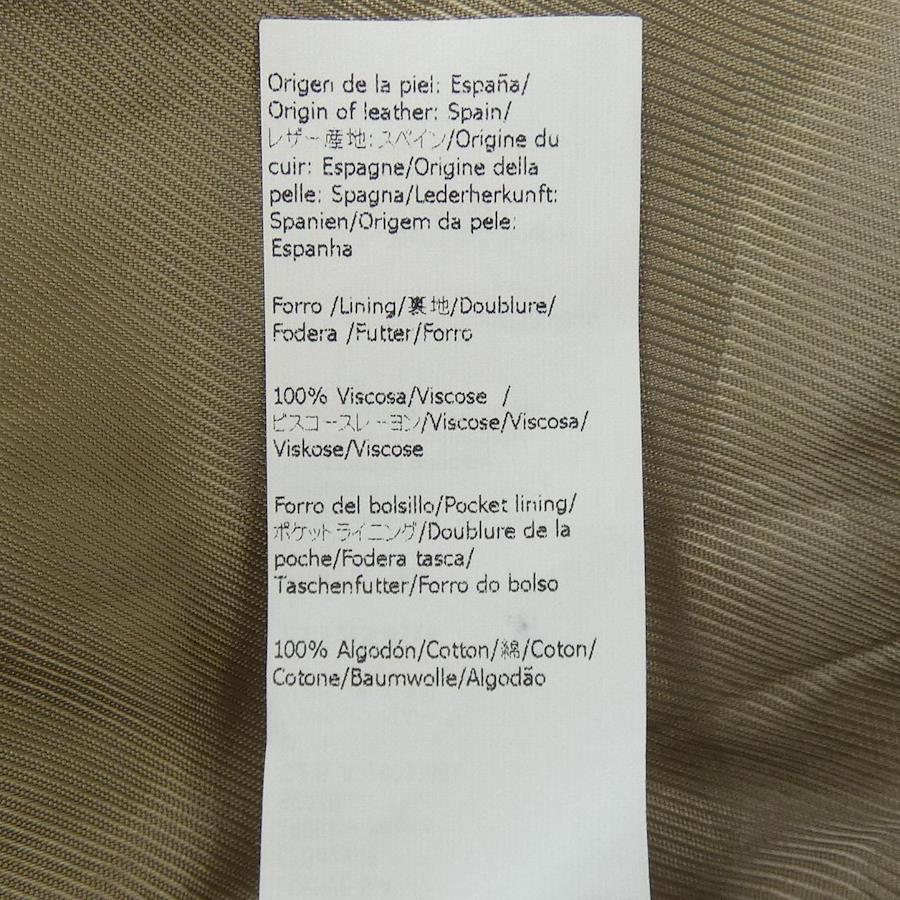 Origen de la piel: España/
Origin of leather: Spain/
レザー産地:スペイン/Origine du
cuir: Espagne/Origine della
pelle: Spagna/Lederherkunft:
Spanien/Origem da pele:
Espanha
Forro /Lining/裏地/Doublure/
Fodera /Futter/Forro
100% Viscosa/Viscose /
ビスコースレーヨン/Viscose/Viscosa/
Viskose/Viscose
Forro del bolsillo/Pocket lining/
ポケットライニング/Doublure de la
poche/Fodera tasca/
Taschenfutter/Forro do bolso
100% Algodón/Cotton/綿/Coton/
Cotone/Baumwolle/Algodão